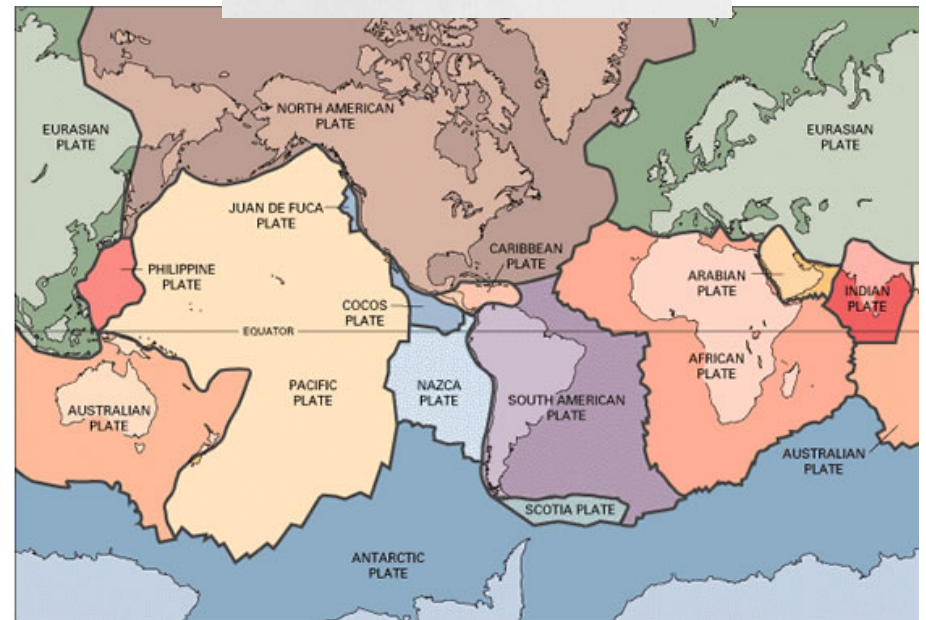 NORTH AMERICAN
PLATE
EURASIAN
PLATE
EURASIAN
PLATE
JUAN DE FUCA
PLATE
CARIBBEAN
PLATE
PHILIPPINE
PLATE
ARABIAN
PLATE
INDIAN
PLATE
COCOS
PLATE
EQUATOR
AFRICAN
PLATE
PACIFIC
PLATE
NAZCA
PLATE
SOUTH AMERICAN
PLATE
AUSTRALIAN
PLATE
AUSTRALIAN
PLATE
SCOTIA PLATE
ANTARCTIC
PLATE